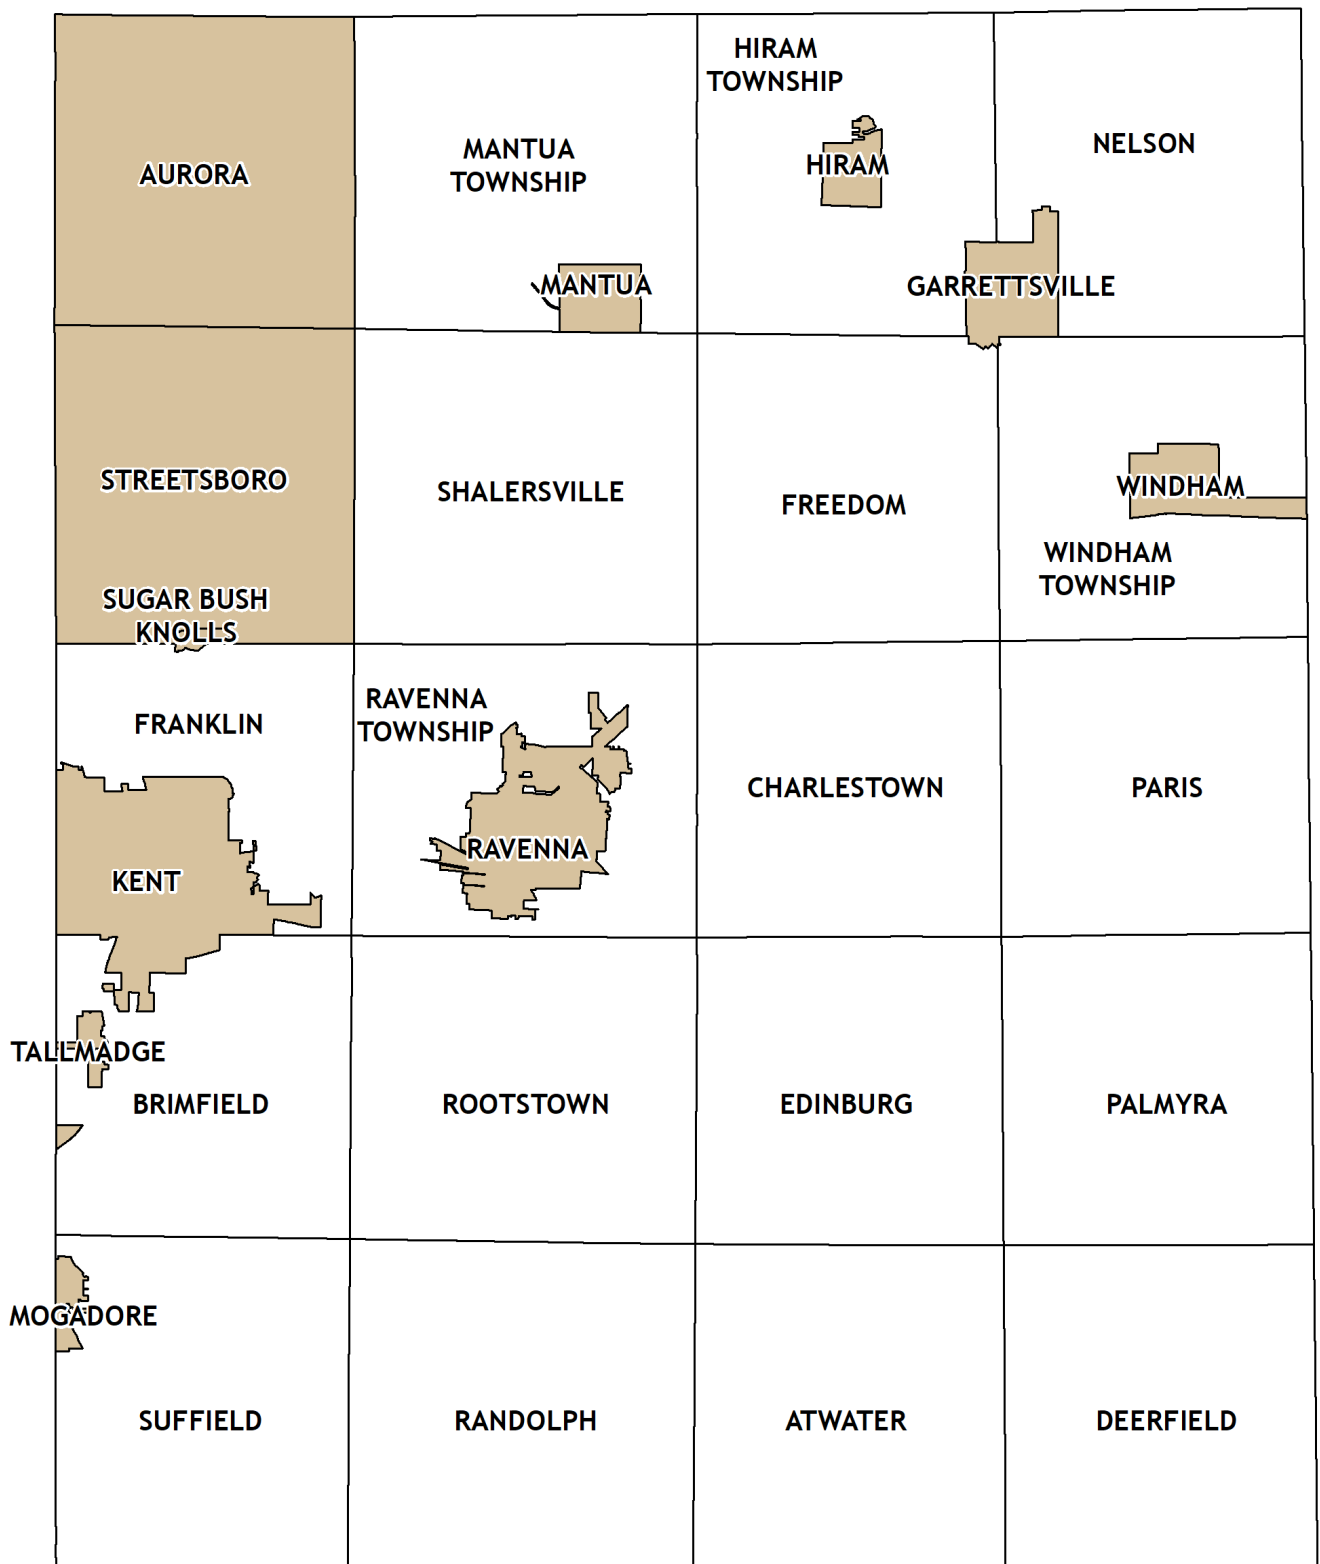 HIRAM
TOWNSHIP
NELSON
MANTUA
TOWNSHIP
HIRAM
AURORA
MANTUA
GARRETTSVILLE
STREETSBORO
SHALERSVILLE
FREEDOM
WINDHAM
WINDHAM
TOWNSHIP
SUGAR BUSH
KNOLLS
FRANKLIN
RAVENNA
TOWNSHIP
CHARLESTOWN
PARIS
RAVENNA
KENT
TALLMADGE
BRIMFIELD
ROOTSTOWN
EDINBURG
PALMYRA
MOGADORE
SUFFIELD
RANDOLPH
ATWATER
DEERFIELD